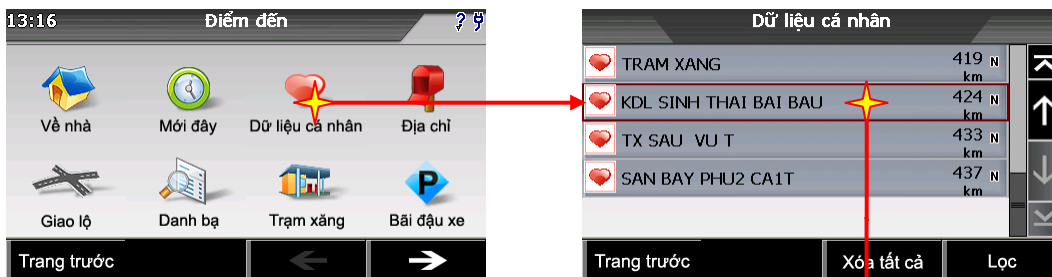 13:16 Điểm đến
Về nhà Mới đây Dữ liệu cá nhân Địa chỉ
Giao lộ Danh bạ Trạm xăng Bãi đậu xe
P
Trang trước
Dữ liệu cá nhân
TRAM XANG 419 N
km
KDL SINH THAI BAI BAU 424 N
km
TX SAU VU T 433 N
km
SAN BAY PHU2 CA1T 437 N
km
Trang trước Xóa tất cả Lọc